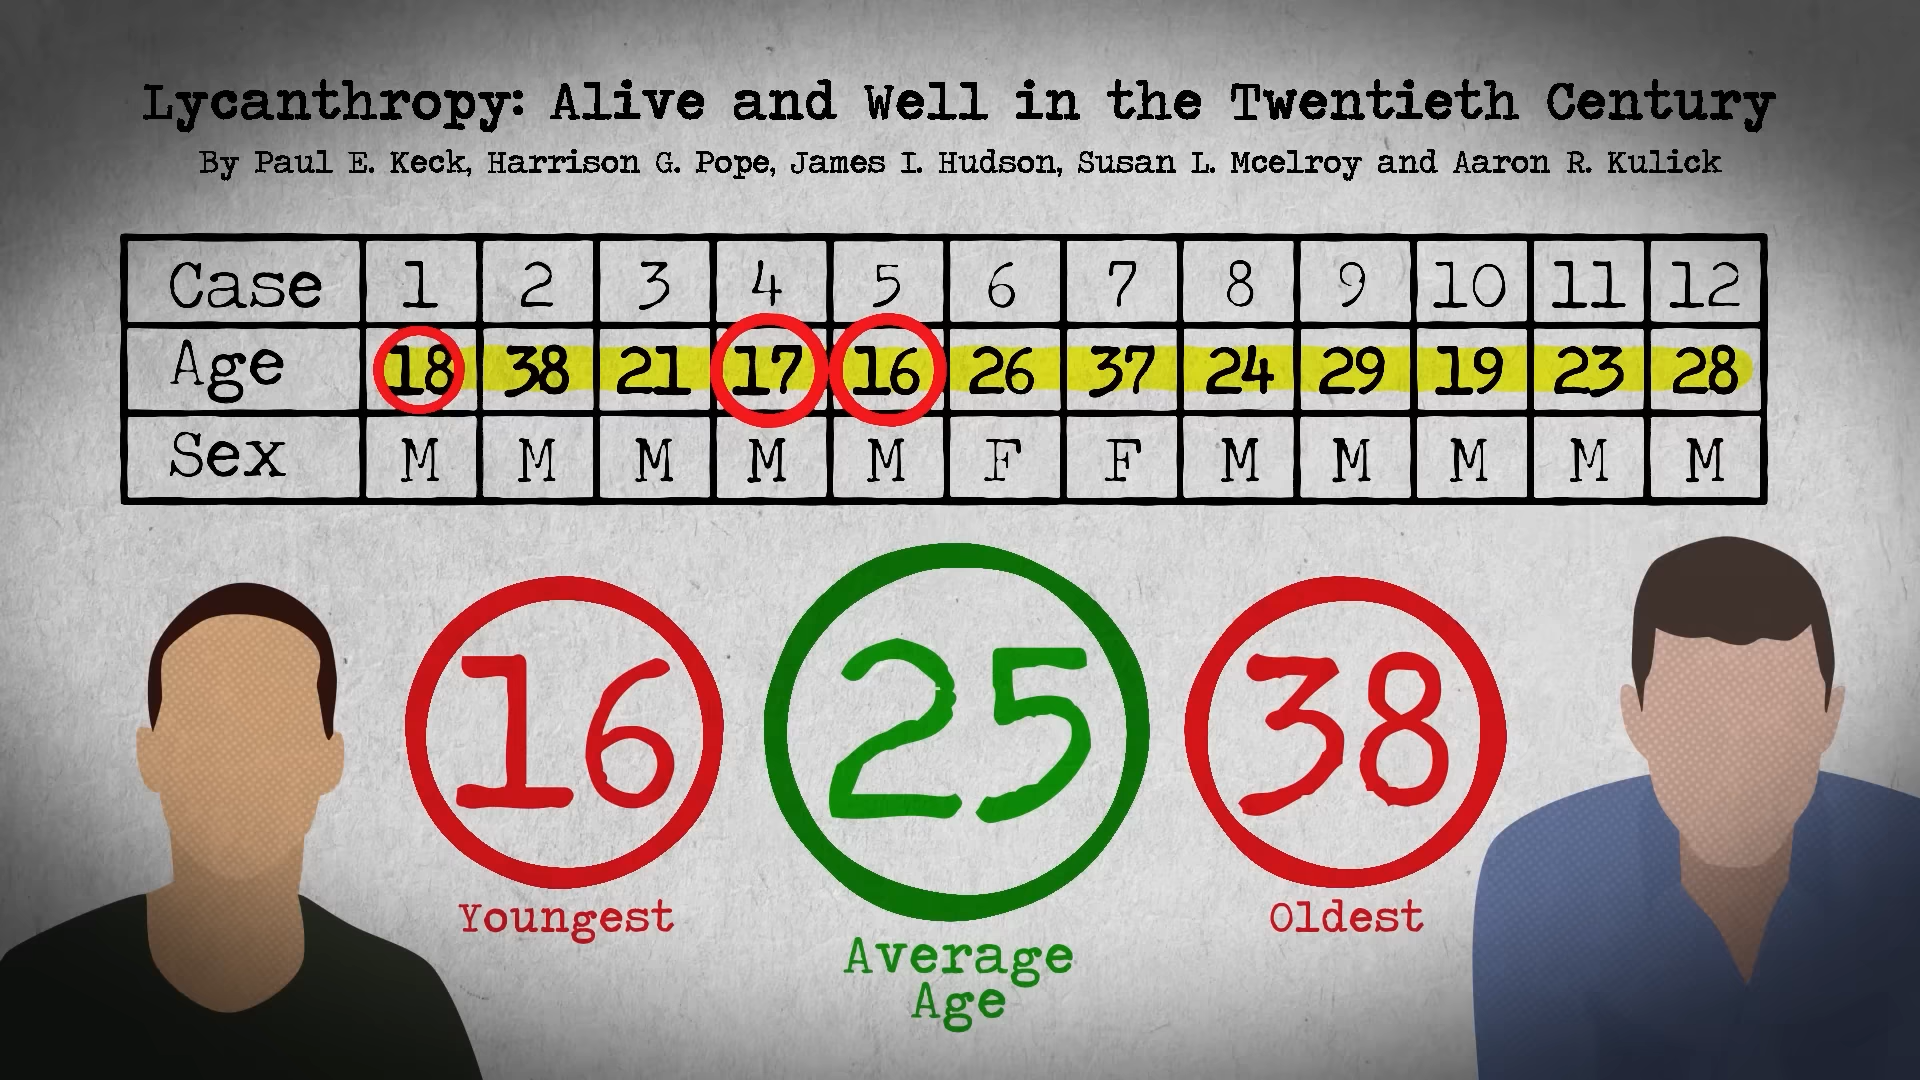 Lycanthropy: Alive and Well in the Twentieth Century
By Paul E. Keck, Harrison G. Pope, James I. Hudson, Susan L. Mcelroy and Aaron R. Kulick
Case 1 2 3 4 5 6 7 8 9 10 11 12
Age 18 38 21 17 16 26 37 24 29 19 23 28
Sex M M M M M F F M M M M M
16 25 38
Youngest
Oldest
Average
Age